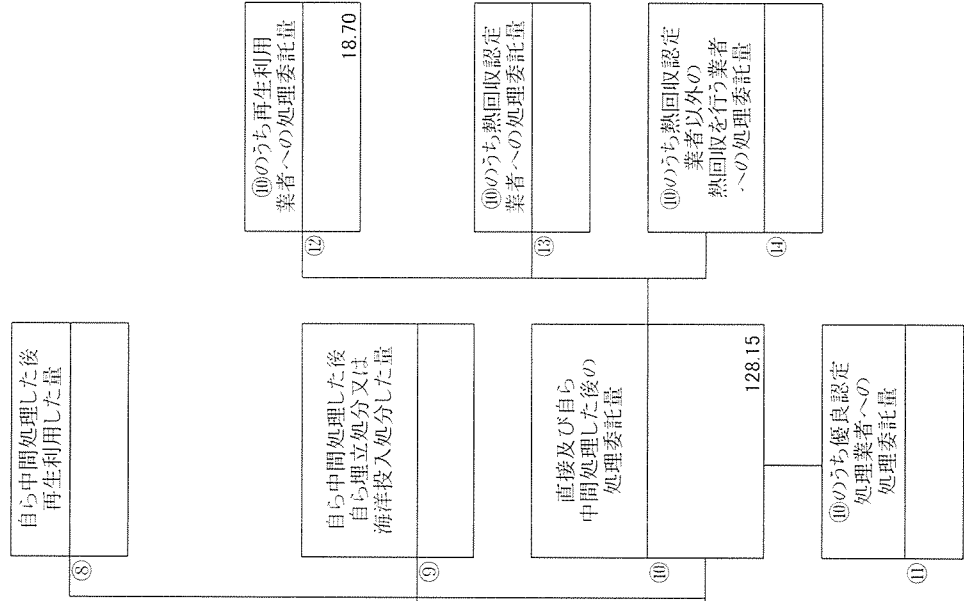 ⑧
自ら中間処理した後
再生利用した量
⑨
自ら中間処理した後
自ら埋立処分又は
海洋投入処分した量
⑩
直接及び自ら
中間処理した後の
処理委託量
128.15
⑪
⑩のうち優良認定
処理業者への
処理委託量
⑫
⑩のうち再生利用
業者への処理委託量
18.70
⑬
⑩のうち熱回収認定
業者への処理委託量
⑭
⑩のうち熱回収認定
業者以外の
熱回収を行う業者
への処理委託量